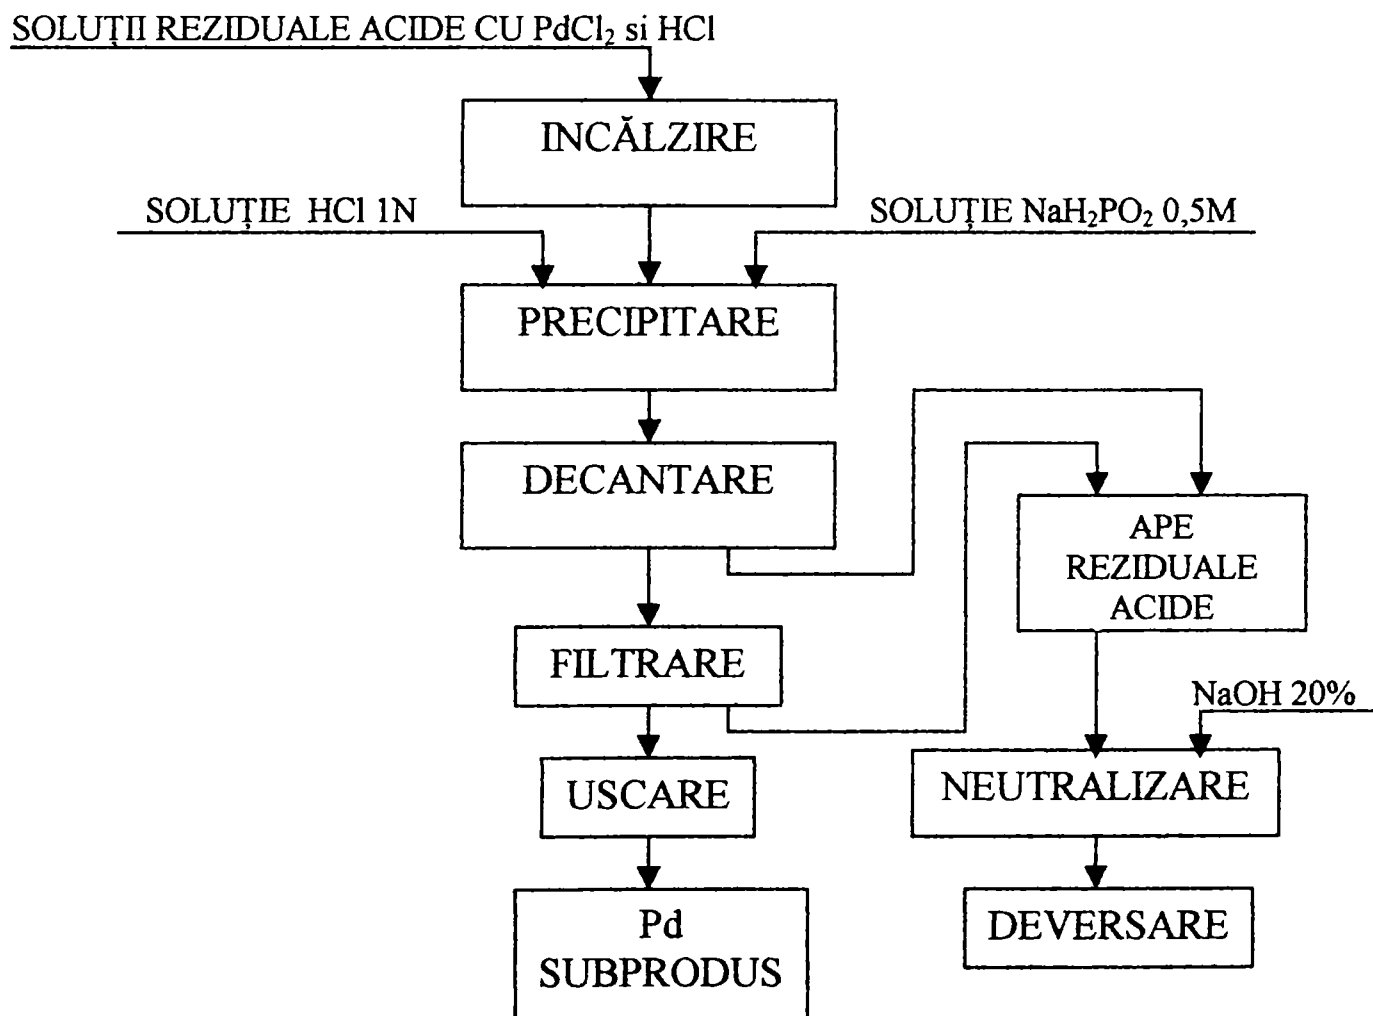 SOLUȚII REZIDUALE ACIDE CU PdCl₂ si HCl
INCĂLZIRE
SOLUȚIE HCl 1N
SOLUȚIE NaH₂PO₂ 0,5M
PRECIPITARE
DECANTARE
APE
REZIDUALE
ACIDE
FILTRARE
NaOH 20%
USCARE
NEUTRALIZARE
Pd
SUBPRODUS
DEVERSARE